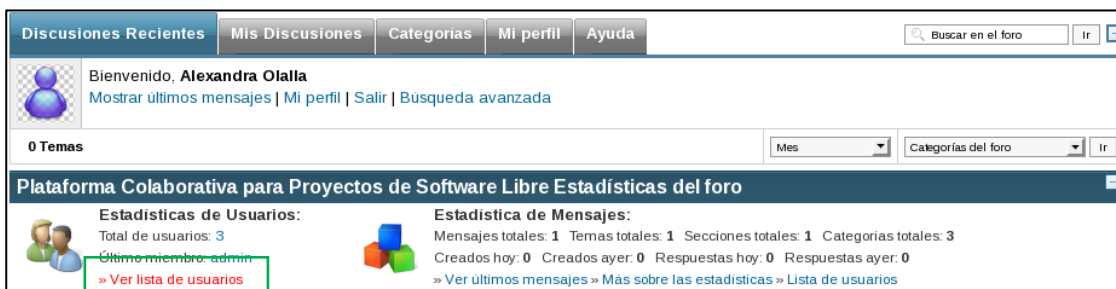 Discusiones Recientes Mis Discusiones Categorias Mi perfil Ayuda Buscar en el foro Ir
Bienvenido, Alexandra Olalla
Mostrar últimos mensajes | Mi perfil | Salir | Búsqueda avanzada
0 Temas Mes Categorías del foro Ir
Plataforma Colaborativa para Proyectos de Software Libre Estadísticas del foro
Estadísticas de Usuarios:
Total de usuarios: 3
Último miembro: admin
» Ver lista de usuarios
Estadística de Mensajes:
Mensajes totales: 1 Temas totales: 1 Secciones totales: 1 Categorias totales: 3
Creados hoy: 0 Creados ayer: 0 Respuestas hoy: 0 Respuestas ayer: 0
» Ver últimos mensajes » Más sobre las estadísticas » Lista de usuarios